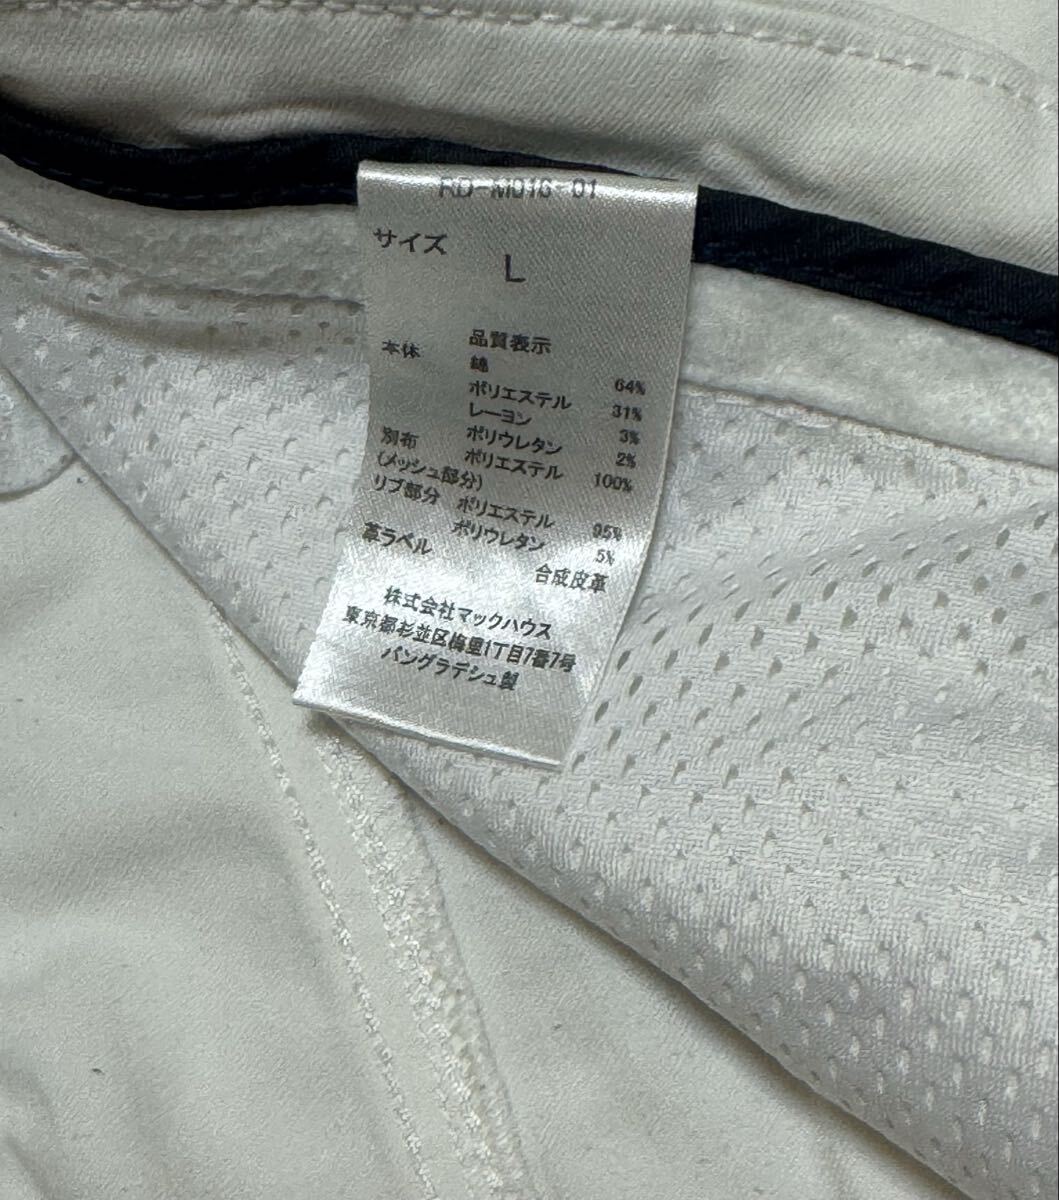 RD-M016-01
サイズ
L
品質表示
本体 綿 64%
ポリエステル 31%
レーヨン 3%
ポリウレタン 2%
別布 ポリエステル 100%
(メッシュ部分)
リブ部分 ポリエステル 95%
ポリウレタン 5%
革ラベル 合成皮革
株式会社マックハウス
東京都杉並区梅里1丁目7番7号
バングラデシュ製